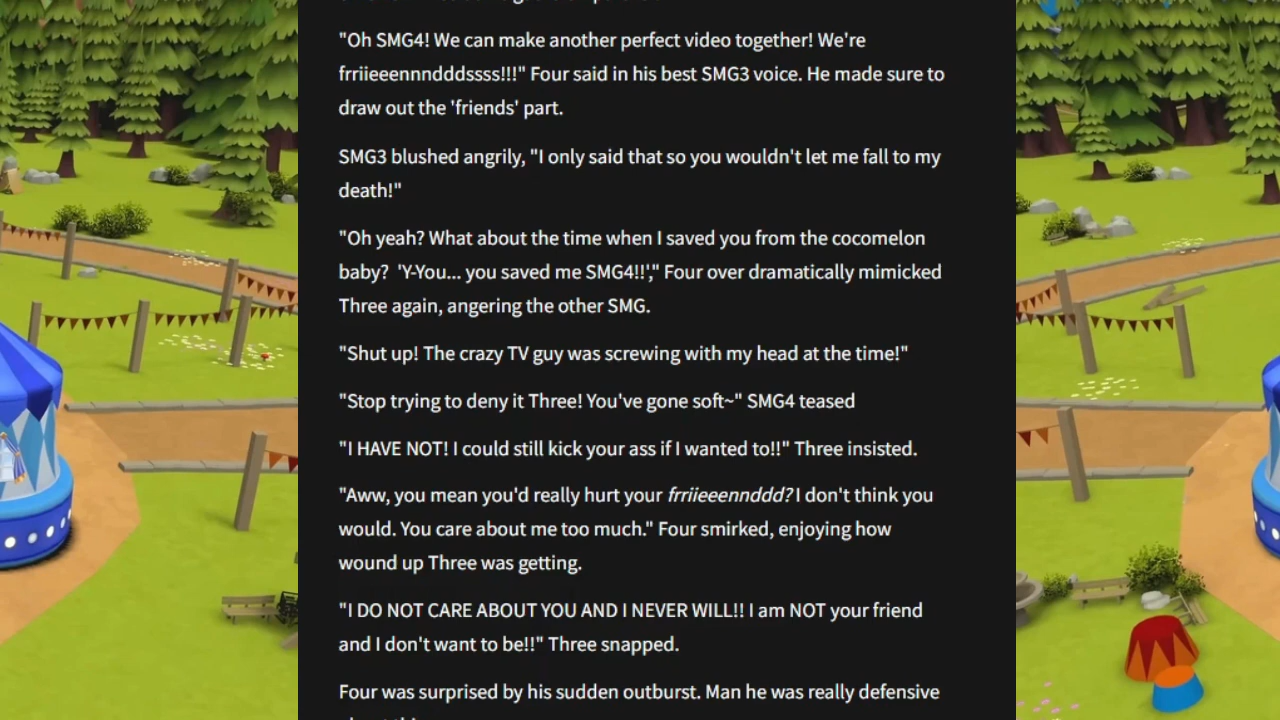 "Oh SMG4! We can make another perfect video together! We're
frriieeennnndddssss!!!" Four said in his best SMG3 voice. He made sure to
draw out the 'friends' part.
SMG3 blushed angrily, "I only said that so you wouldn't let me fall to my
death!"
"Oh yeah? What about the time when I saved you from the cocomelon
baby?  'Y-You... you saved me SMG4!!'," Four over dramatically mimicked
Three again, angering the other SMG.
"Shut up! The crazy TV guy was screwing with my head at the time!"
"Stop trying to deny it Three! You've gone soft~" SMG4 teased
"I HAVE NOT! I could still kick your ass if I wanted to!!" Three insisted.
"Aww, you mean you'd really hurt your frriieeennddd? I don't think you
would. You care about me too much." Four smirked, enjoying how
wound up Three was getting.
"I DO NOT CARE ABOUT YOU AND I NEVER WILL!! I am NOT your friend
and I don't want to be!!" Three snapped.
Four was surprised by his sudden outburst. Man he was really defensive